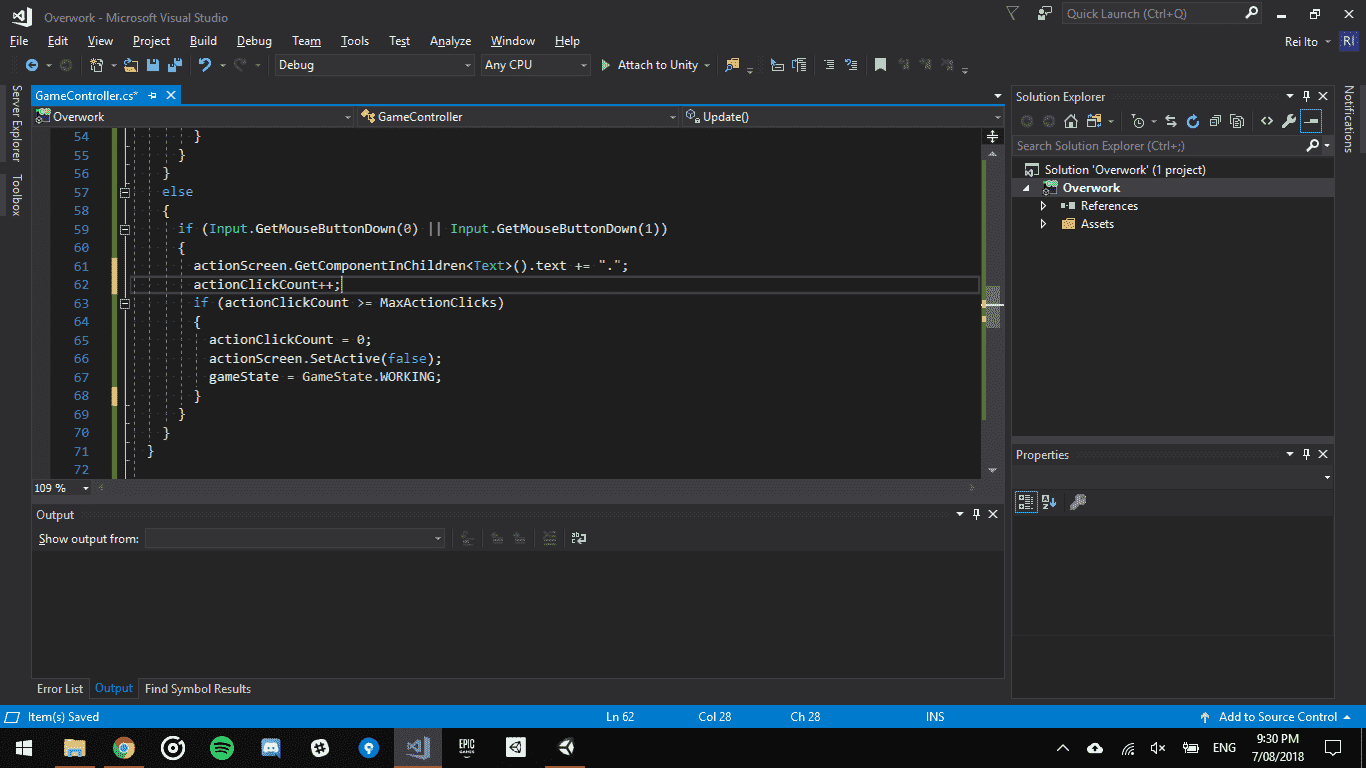 Overwork - Microsoft Visual Studio
Quick Launch (Ctrl+Q)
File Edit View Project Build Debug Team Tools Test Analyze Window Help
Rei Ito RI
Debug Any CPU Attach to Unity
Server Explorer
Toolbox
GameController.cs*
Overwork GameController Update()
54 }
55 }
56 }
57 else
58 {
59 if (Input.GetMouseButtonDown(0) || Input.GetMouseButtonDown(1))
60 {
61 actionScreen.GetComponentInChildren<Text>().text += ".";
62 actionClickCount++;
63 if (actionClickCount >= MaxActionClicks)
64 {
65 actionClickCount = 0;
66 actionScreen.SetActive(false);
67 gameState = GameState.WORKING;
68 }
69 }
70 }
71 }
72
109 %
Output
Show output from:
Error List Output Find Symbol Results
Solution Explorer
Search Solution Explorer (Ctrl+;)
Solution 'Overwork' (1 project)
Overwork
References
Assets
Properties
Notifications
Item(s) Saved Ln 62 Col 28 Ch 28 INS Add to Source Control
EPIC
GAMES
ENG
9:30 PM
7/08/2018